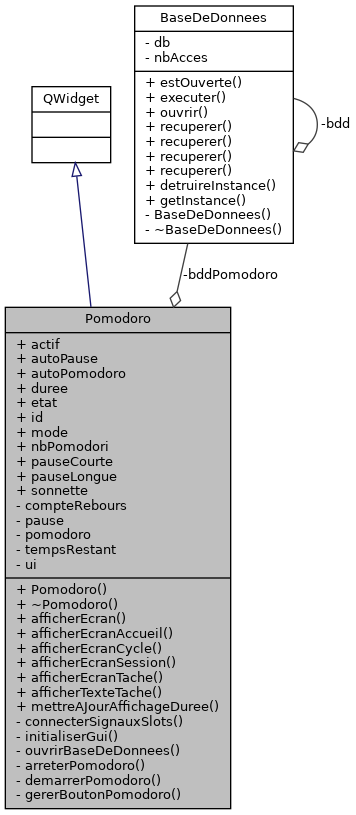 BaseDeDonnees
- db
- nbAcces
+ estOuverte()
+ executer()
+ ouvrir()
+ recuperer()
+ recuperer()
+ recuperer()
+ recuperer()
+ detruireInstance()
+ getInstance()
- BaseDeDonnees()
- ~BaseDeDonnees()
-bdd
QWidget
-bddPomodoro
Pomodoro
+ actif
+ autoPause
+ autoPomodoro
+ duree
+ etat
+ id
+ mode
+ nbPomodori
+ pauseCourte
+ pauseLongue
+ sonnette
- compteRebours
- pause
- pomodoro
- tempsRestant
- ui
+ Pomodoro()
+ ~Pomodoro()
+ afficherEcran()
+ afficherEcranAccueil()
+ afficherEcranCycle()
+ afficherEcranSession()
+ afficherEcranTache()
+ afficherTexteTache()
+ mettreAJourAffichageDuree()
- connecterSignauxSlots()
- initialiserGui()
- ouvrirBaseDeDonnees()
- arreterPomodoro()
- demarrerPomodoro()
- gererBoutonPomodoro()